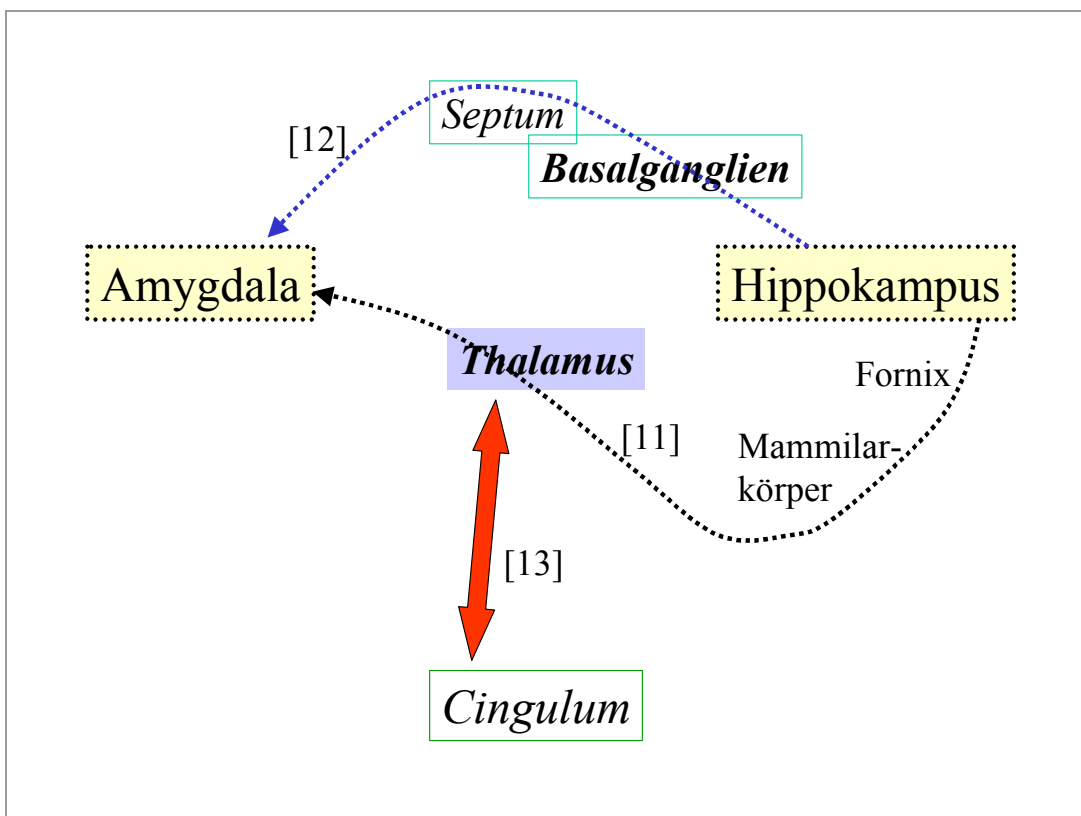 Septum
[12]
Basalganglien
Amygdala
Hippokampus
Thalamus
Fornix
[11]
Mammilar-
körper
[13]
Cingulum